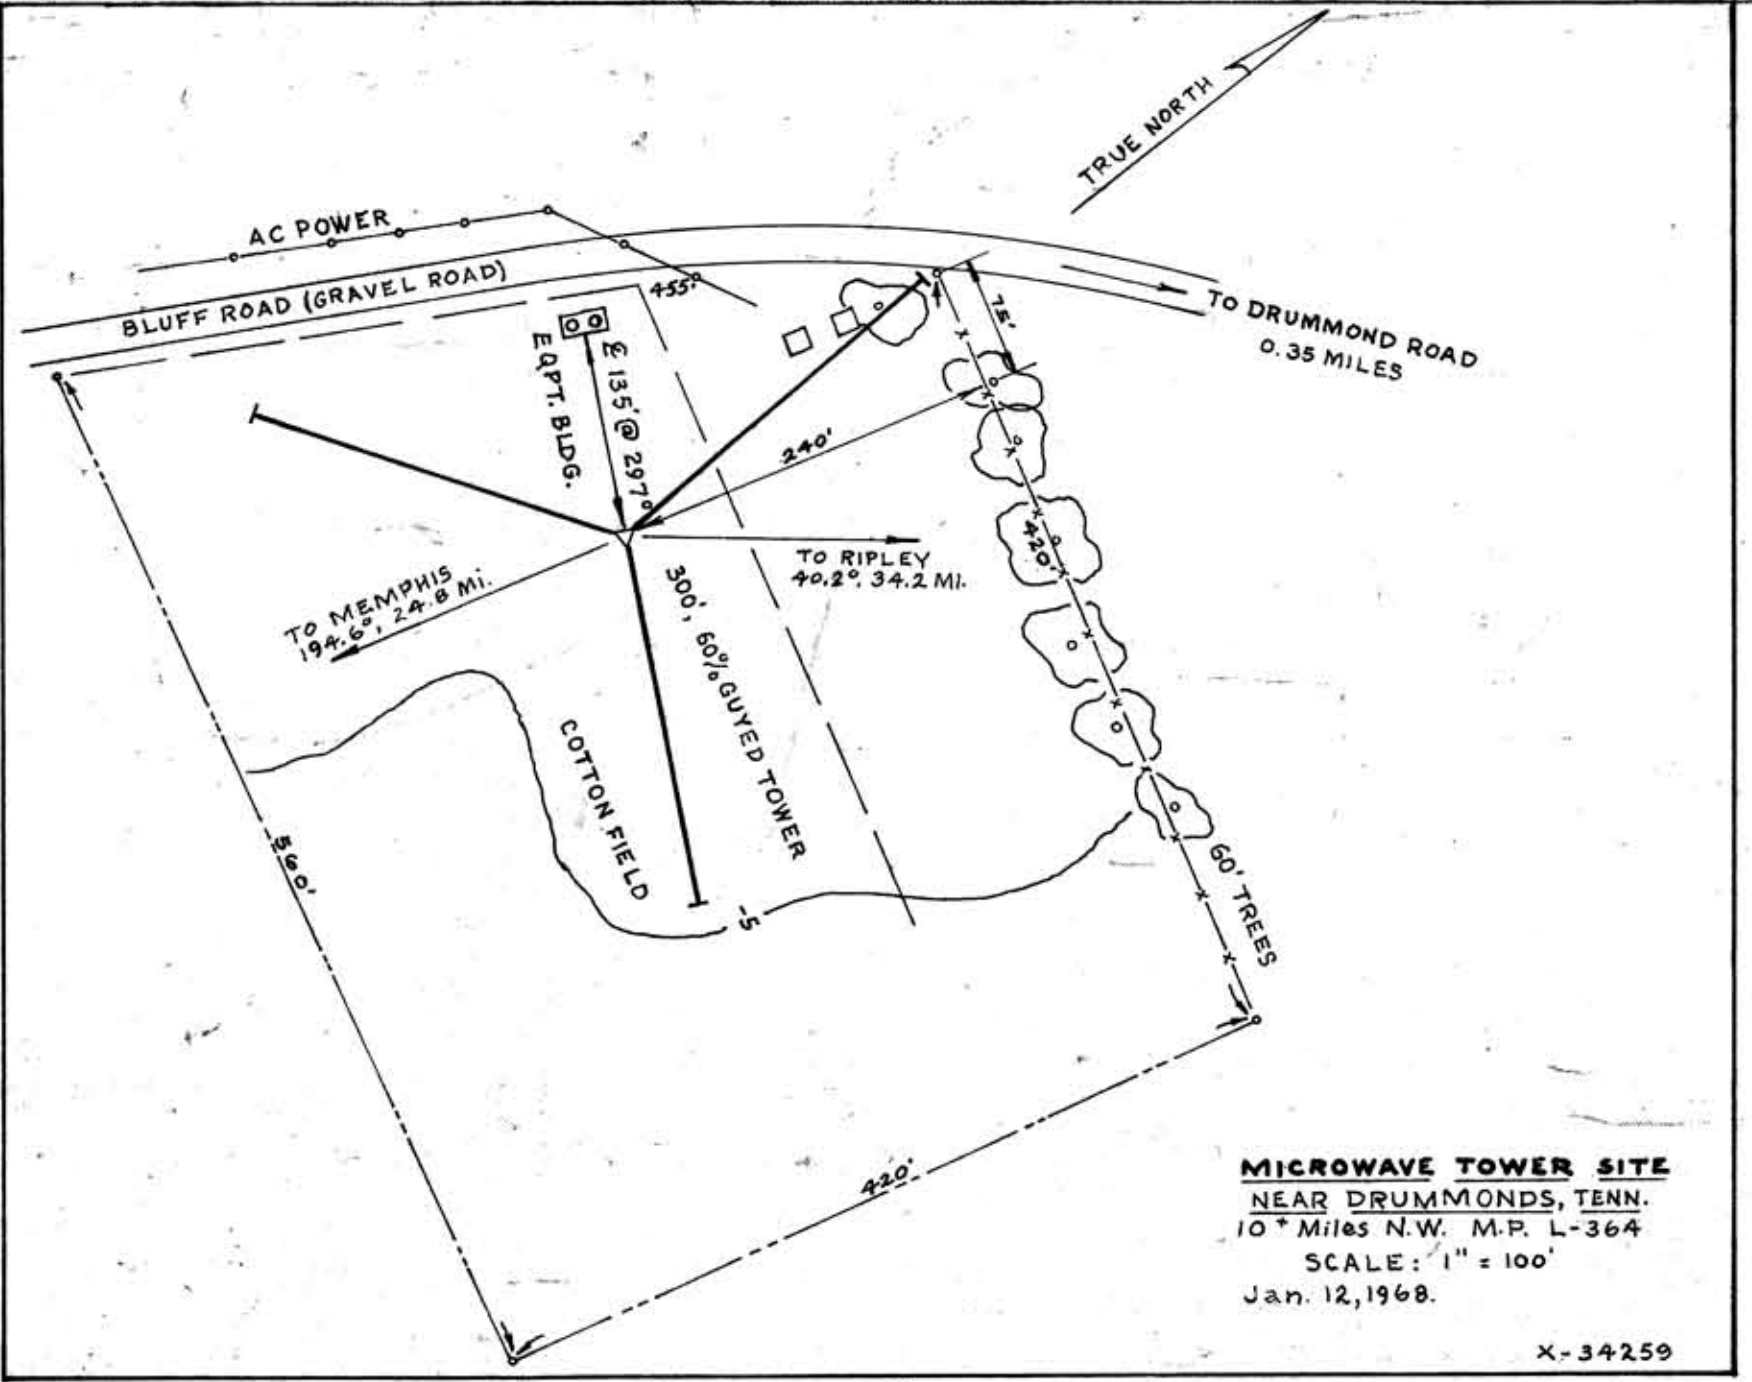 TRUE NORTH
AC POWER
BLUFF ROAD (GRAVEL ROAD)
455'
75'
TO DRUMMOND ROAD
0.35 MILES
EQPT. BLDG.
135' @ 297°
240'
TO RIPLEY
40.2°, 34.2 MI.
TO MEMPHIS
194.6°, 24.8 Mi.
300', 60% GUYED TOWER
420'
COTTON FIELD
560'
-5
60' TREES
420'
MICROWAVE TOWER SITE
NEAR DRUMMONDS, TENN.
10+ Miles N.W. M.P. L-364
SCALE: 1" = 100'
Jan. 12, 1968.
X-34259